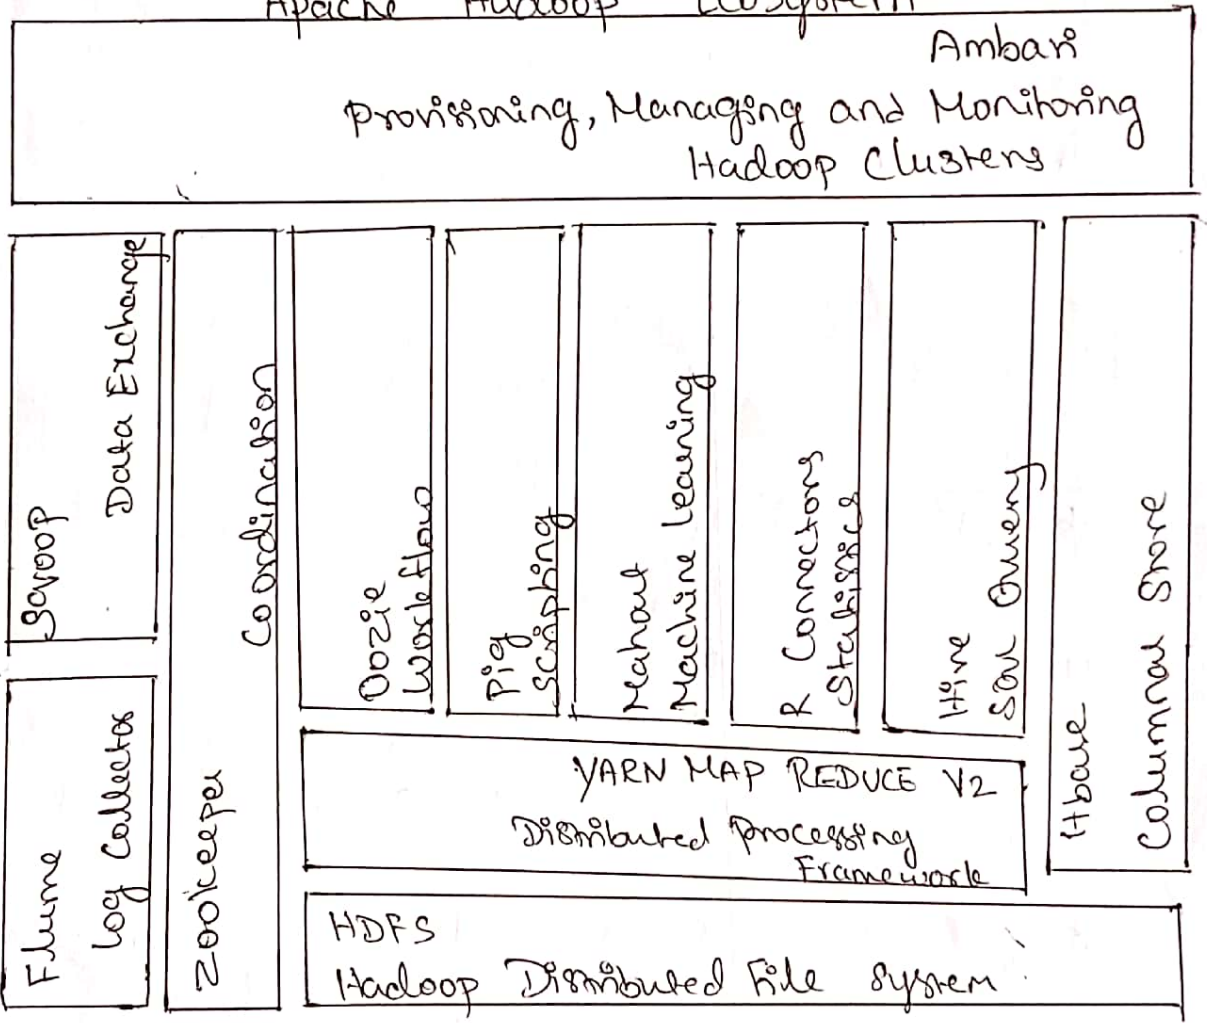 Apache Hadoop Ecosystem
Ambari
Provisioning, Managing and Monitoring
Hadoop Clusters
Sqoop
Data Exchange
Flume
Log Collector
Zookeeper
Coordination
Oozie
Workflow
Pig
Scripting
Mahout
Machine Learning
R Connectors
Statistics
Hive
SQL Query
Hbase
Columnar Store
YARN MAP REDUCE V2
Distributed Processing
Framework
HDFS
Hadoop Distributed File System